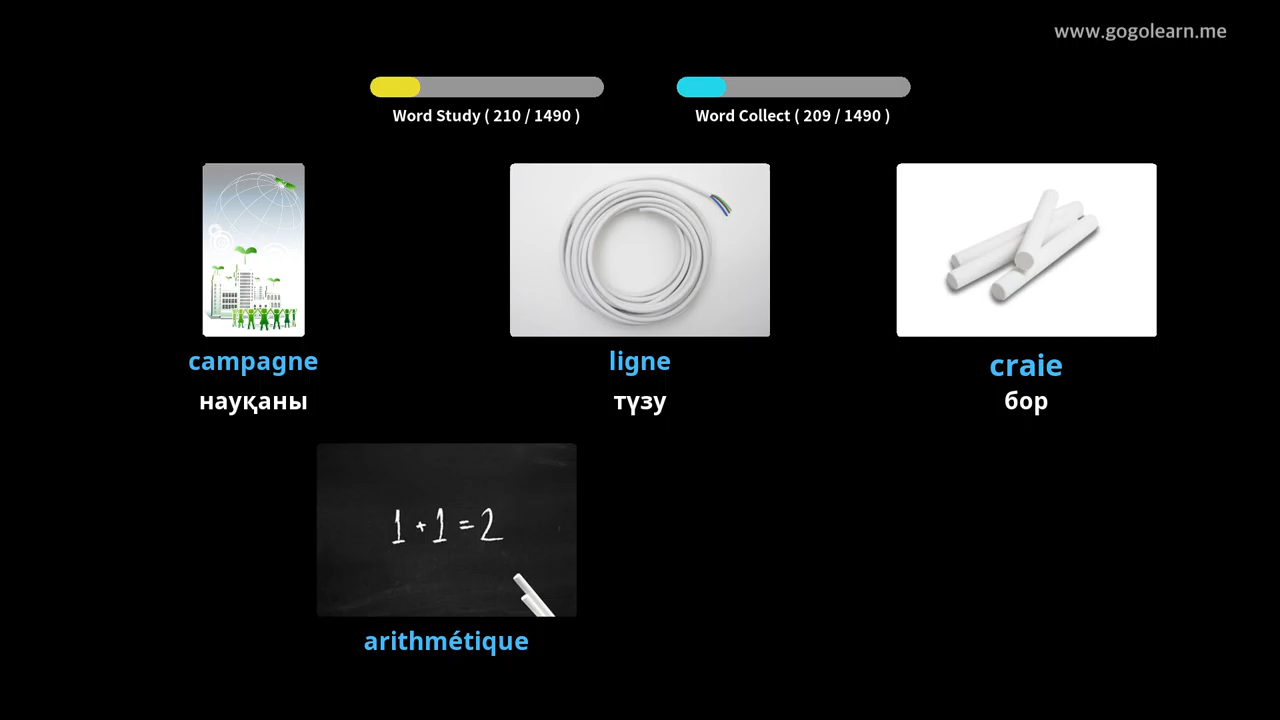 www.gogolearn.me
Word Study ( 210 / 1490 )
Word Collect ( 209 / 1490 )
campagne
ligne
craie
науқаны
түзу
бор
1 + 1 = 2
arithmétique